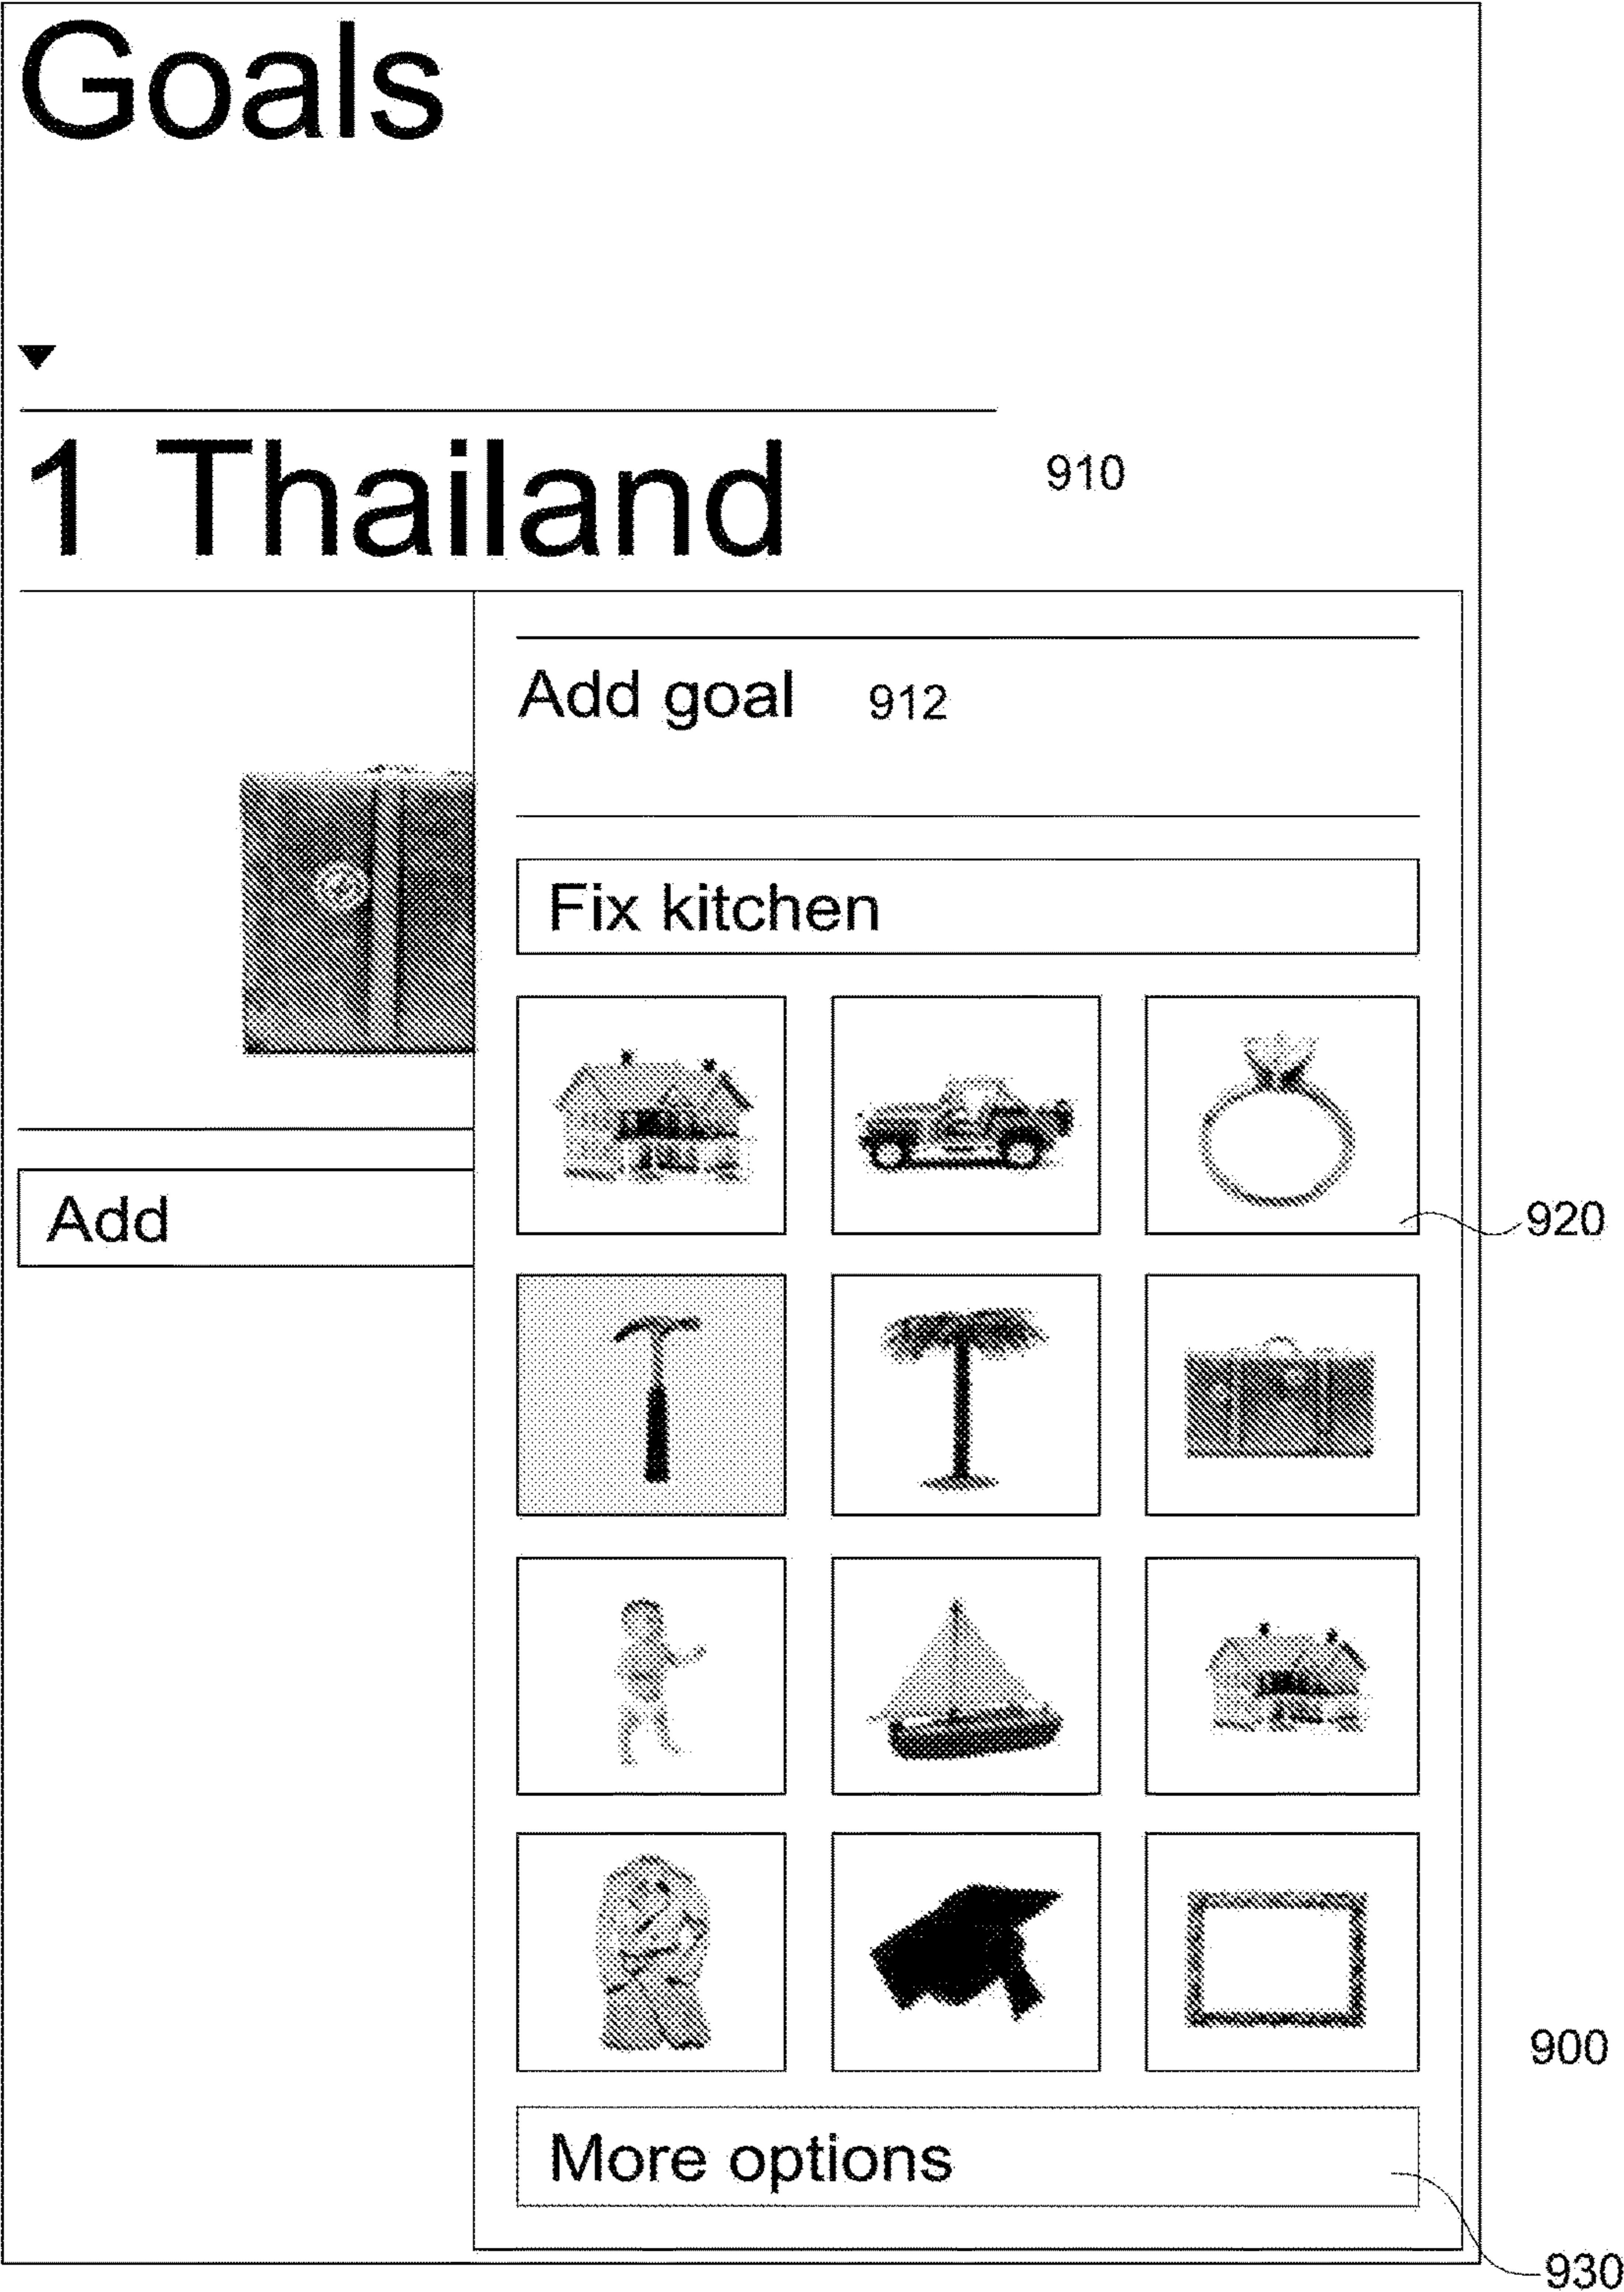 Goals
1 Thailand
910
Add goal
912
Fix kitchen
920
Add
900
More options
930